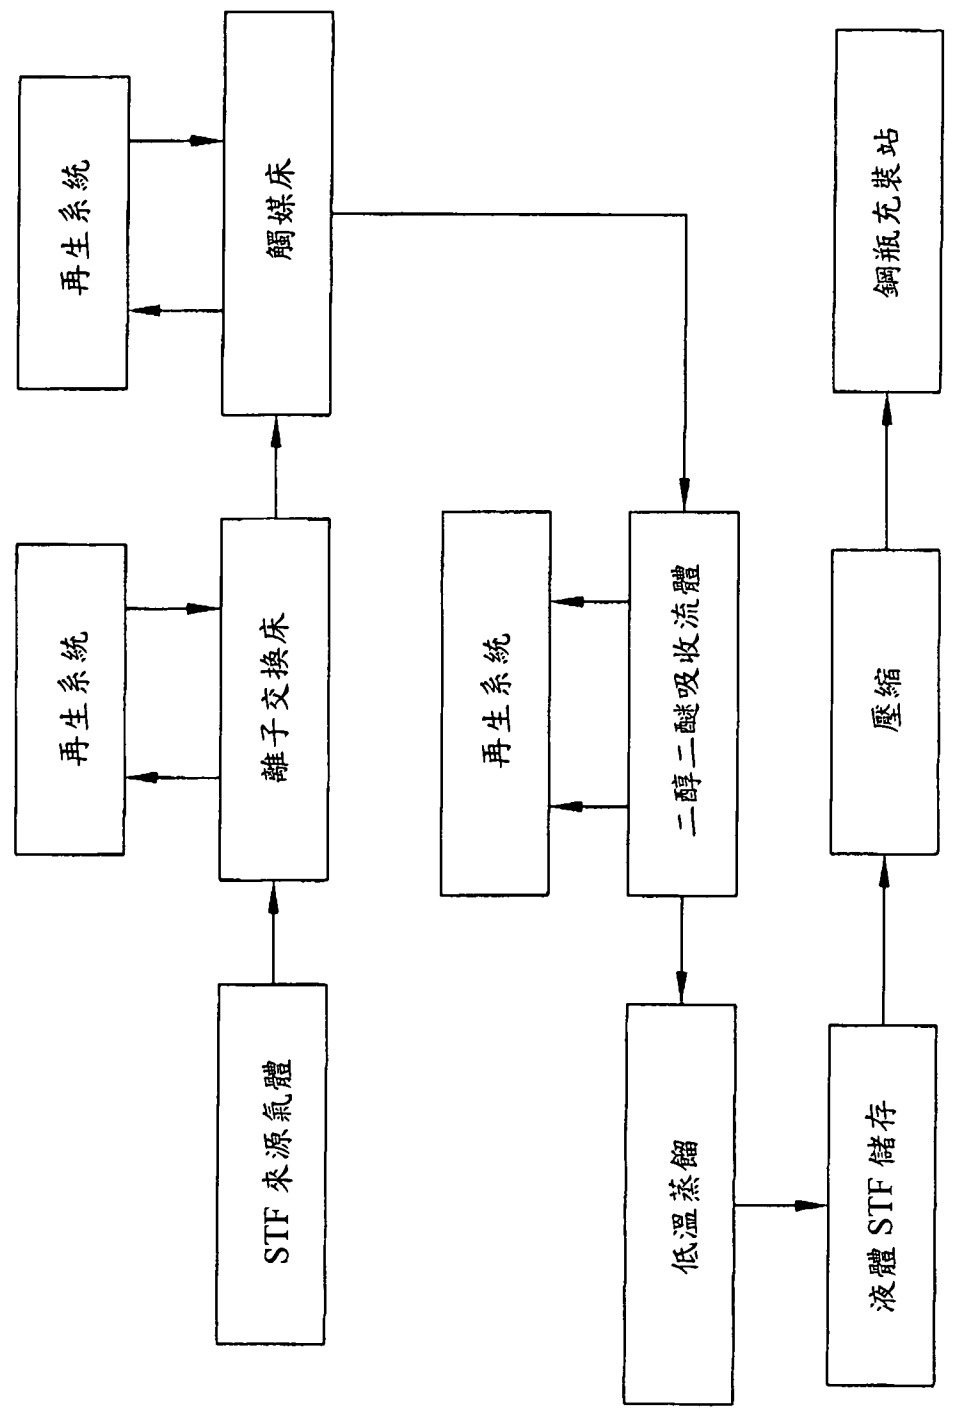 STF 來源氣體
離子交換床
再生系統
觸媒床
再生系統
二醇二醚吸收流體
再生系統
低溫蒸餾
液體 STF 儲存
壓縮
鋼瓶充裝站